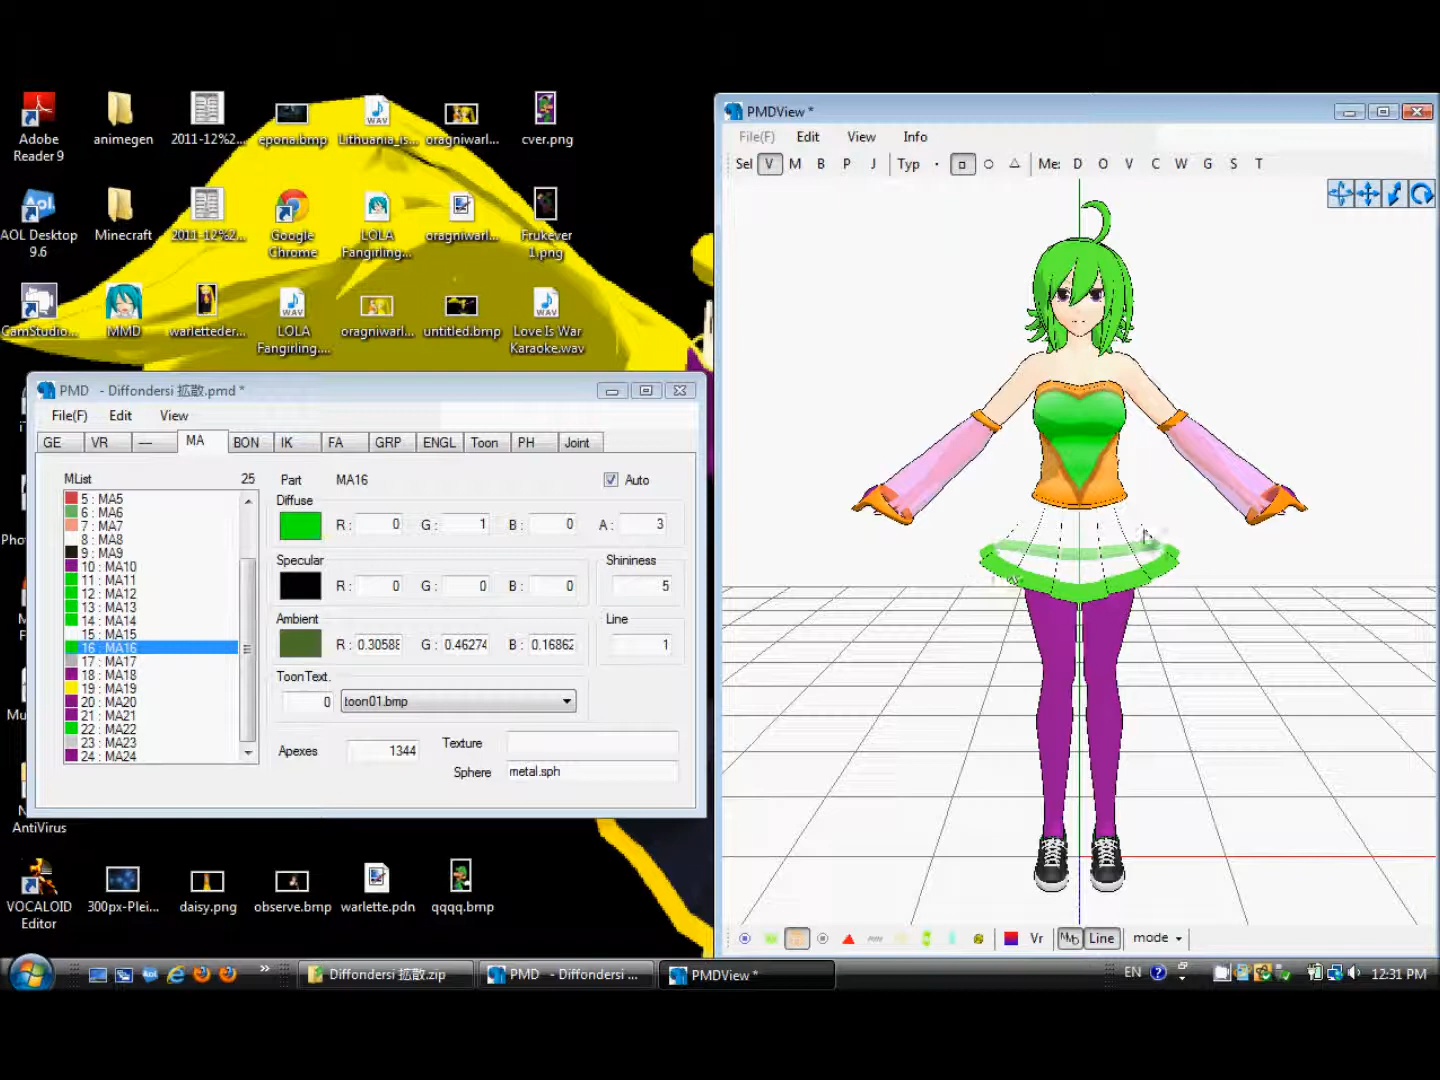 Adobe
Reader 9
animegen
2011-12%2...
epona.bmp
Lithuania_is...
oragniwarl...
cver.png
AOL Desktop
9.6
Minecraft
2011-12%2...
Google
Chrome
LOLA
Fangirling...
oragniwarl...
Frukever
1.png
CamStudio...
MMD
warletteder...
LOLA
Fangirling....
oragniwarl...
untitled.bmp
Love Is War
Karaoke.wav
PMD - Diffondersi 拡散.pmd *
File(F) Edit View
GE VR — MA BON IK FA GRP ENGL Toon PH Joint
MList 25
5 : MA5
6 : MA6
7 : MA7
8 : MA8
9 : MA9
10 : MA10
11 : MA11
12 : MA12
13 : MA13
14 : MA14
15 : MA15
16 : MA16
17 : MA17
18 : MA18
19 : MA19
20 : MA20
21 : MA21
22 : MA22
23 : MA23
24 : MA24
Part MA16 Auto
Diffuse
R : 0 G : 1 B : 0 A : 3
Specular Shininess
R : 0 G : 0 B : 0 5
Ambient Line
R : 0.3058 G : 0.46274 B : 0.16862 1
ToonText.
0 toon01.bmp
Apexes 1344 Texture
Sphere metal.sph
PMDView *
File(F) Edit View Info
Sel V M B P J Typ Me: D O V C W G S T
Vr Mb Line mode
AntiVirus
VOCALOID
Editor
300px-Plei...
daisy.png
observe.bmp
warlette.pdn
qqqq.bmp
Diffondersi 拡散.zip
PMD - Diffondersi ...
PMDView *
EN
12:31 PM